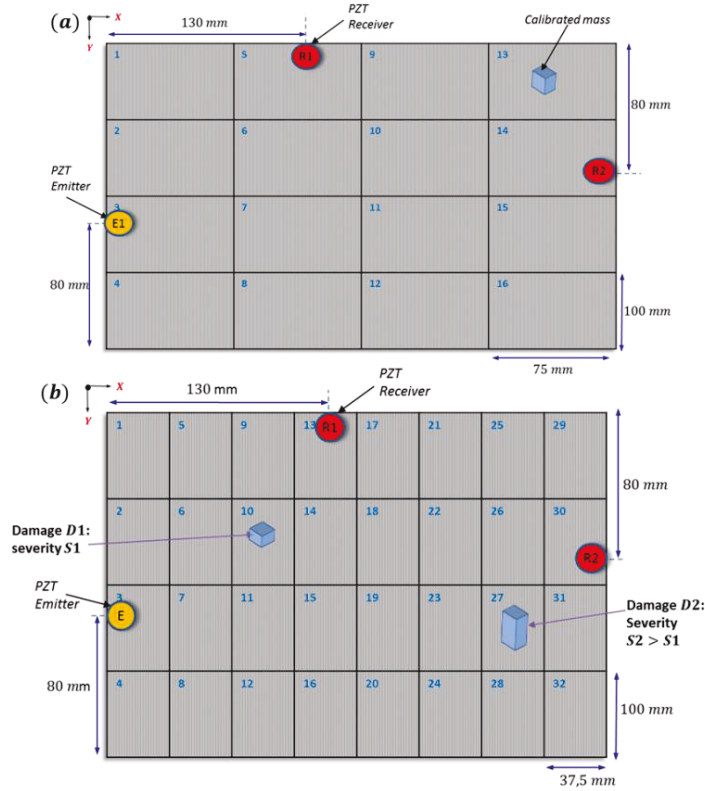 (a)
X
Y
130 mm
PZT
Receiver
Calibrated mass
1
5
R1
9
13
80 mm
2
6
10
14
R2
PZT
Emitter
3
E1
7
11
15
80 mm
4
8
12
16
100 mm
75 mm
(b)
X
Y
130 mm
PZT
Receiver
1
5
9
13
R1
17
21
25
29
80 mm
Damage D1:
severity S1
2
6
10
14
18
22
26
30
R2
PZT
Emitter
3
E
7
11
15
19
23
27
31
Damage D2:
Severity
S2 > S1
80 mm
4
8
12
16
20
24
28
32
100 mm
37,5 mm